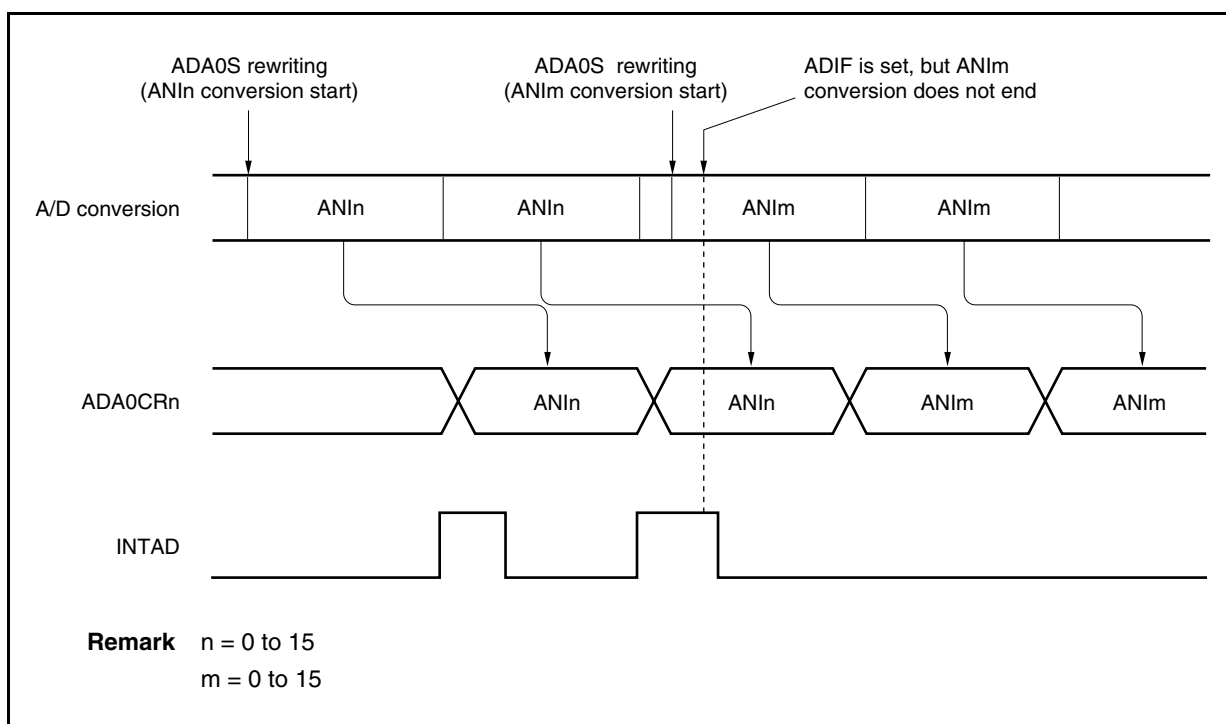 ADA0S rewriting
(ANIn conversion start)
ADA0S rewriting
(ANIm conversion start)
ADIF is set, but ANIm
conversion does not end
A/D conversion
ANIn
ANIn
ANIm
ANIm
ADA0CRn
ANIn
ANIn
ANIm
ANIm
INTAD
Remark n = 0 to 15
m = 0 to 15